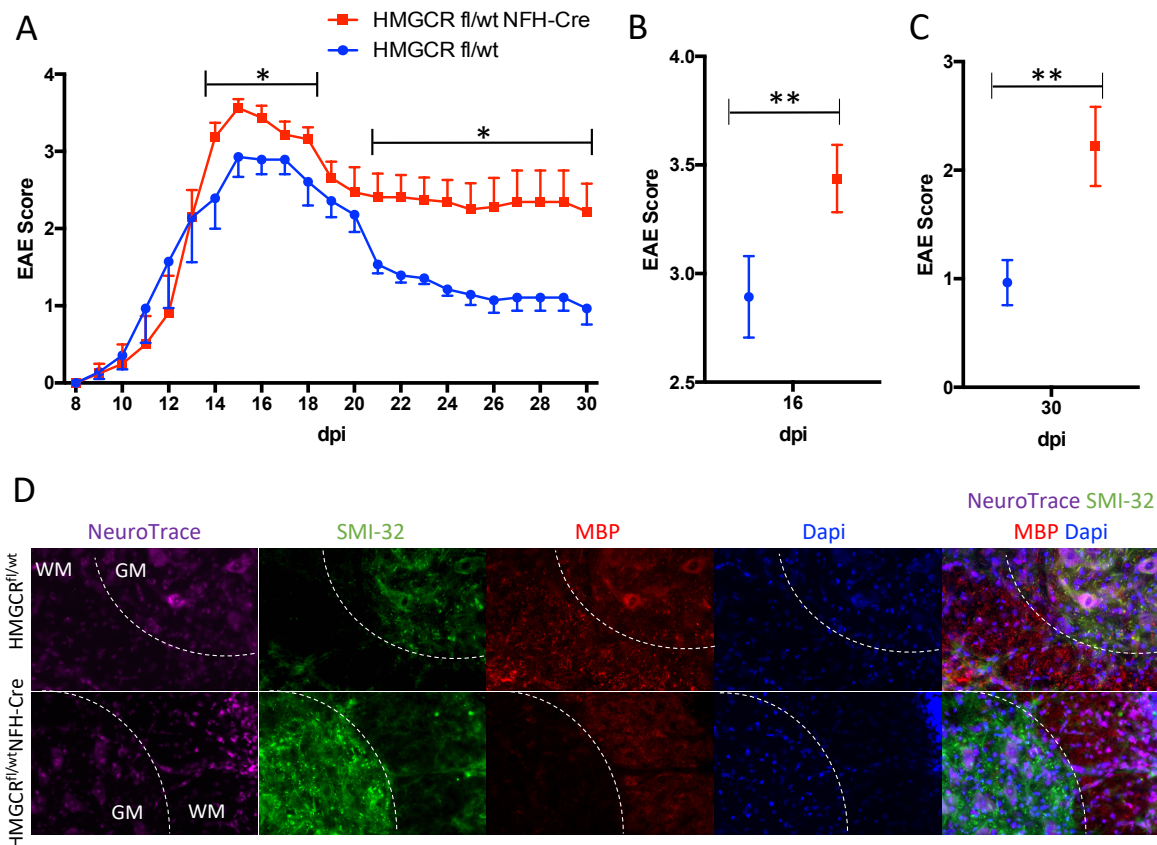 A
HMGCR fl/wt NFH-Cre
HMGCR fl/wt
EAE Score
4
3
2
1
0
*
*
8 10 12 14 16 18 20 22 24 26 28 30
dpi
B
EAE Score
4.0
3.5
3.0
2.5
**
16
dpi
C
EAE Score
3
2
1
0
**
30
dpi
D
NeuroTrace SMI-32
NeuroTrace SMI-32 MBP Dapi MBP Dapi
HMGCRfl/wt
WM GM
HMGCRfl/wtNFH-Cre
GM WM